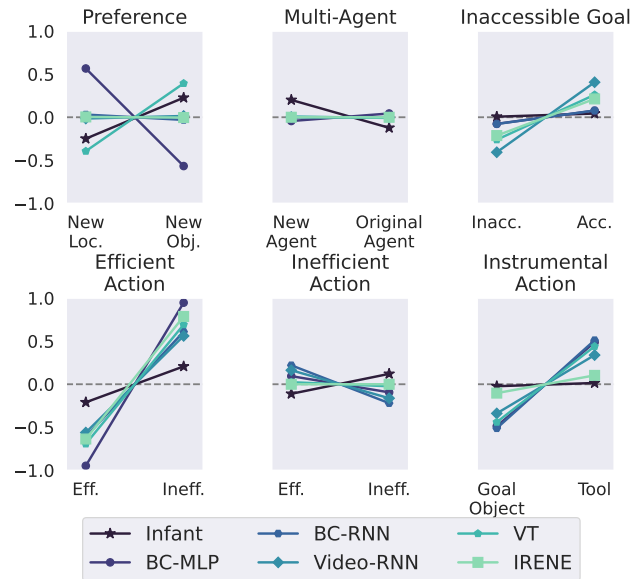 Preference
Multi-Agent
Inaccessible Goal
1.0
0.5
0.0
−0.5
−1.0
New
Loc.
New
Obj.
New
Agent
Original
Agent
Inacc.
Acc.
Efficient
Action
Inefficient
Action
Instrumental
Action
1.0
0.5
0.0
−0.5
−1.0
Eff.
Ineff.
Eff.
Ineff.
Goal
Object
Tool
Infant
BC-MLP
BC-RNN
Video-RNN
VT
IRENE